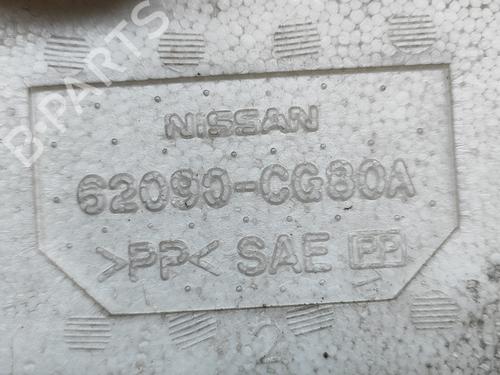 B-PARTS
NISSAN
62090-CG80A
>PP< SAE PP
2